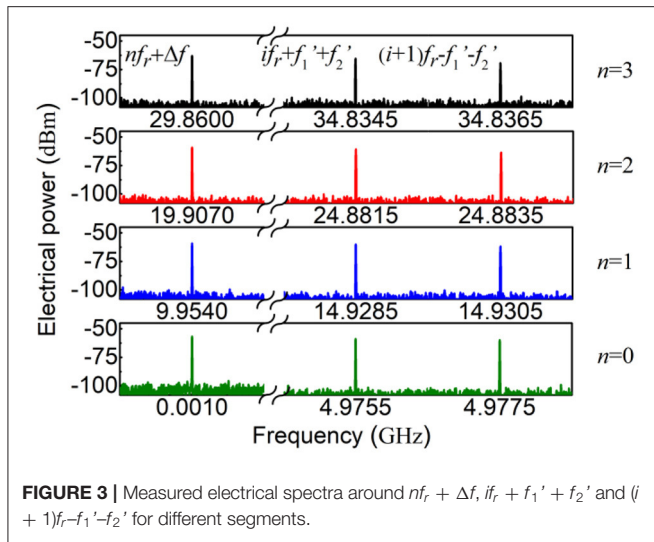 -50
nfr+Δf
ifr+f1'+f2'
(i+1)fr-f1'-f2'
-75
-100
n=3
29.8600 34.8345 34.8365
-50
-75
-100
n=2
19.9070 24.8815 24.8835
-50
-75
-100
n=1
9.9540 14.9285 14.9305
-50
-75
-100
n=0
0.0010 4.9755 4.9775
Electrical power (dBm)
Frequency (GHz)
FIGURE 3 | Measured electrical spectra around nfr + Δf, ifr + f1' + f2' and (i
+ 1)fr–f1'–f2' for different segments.